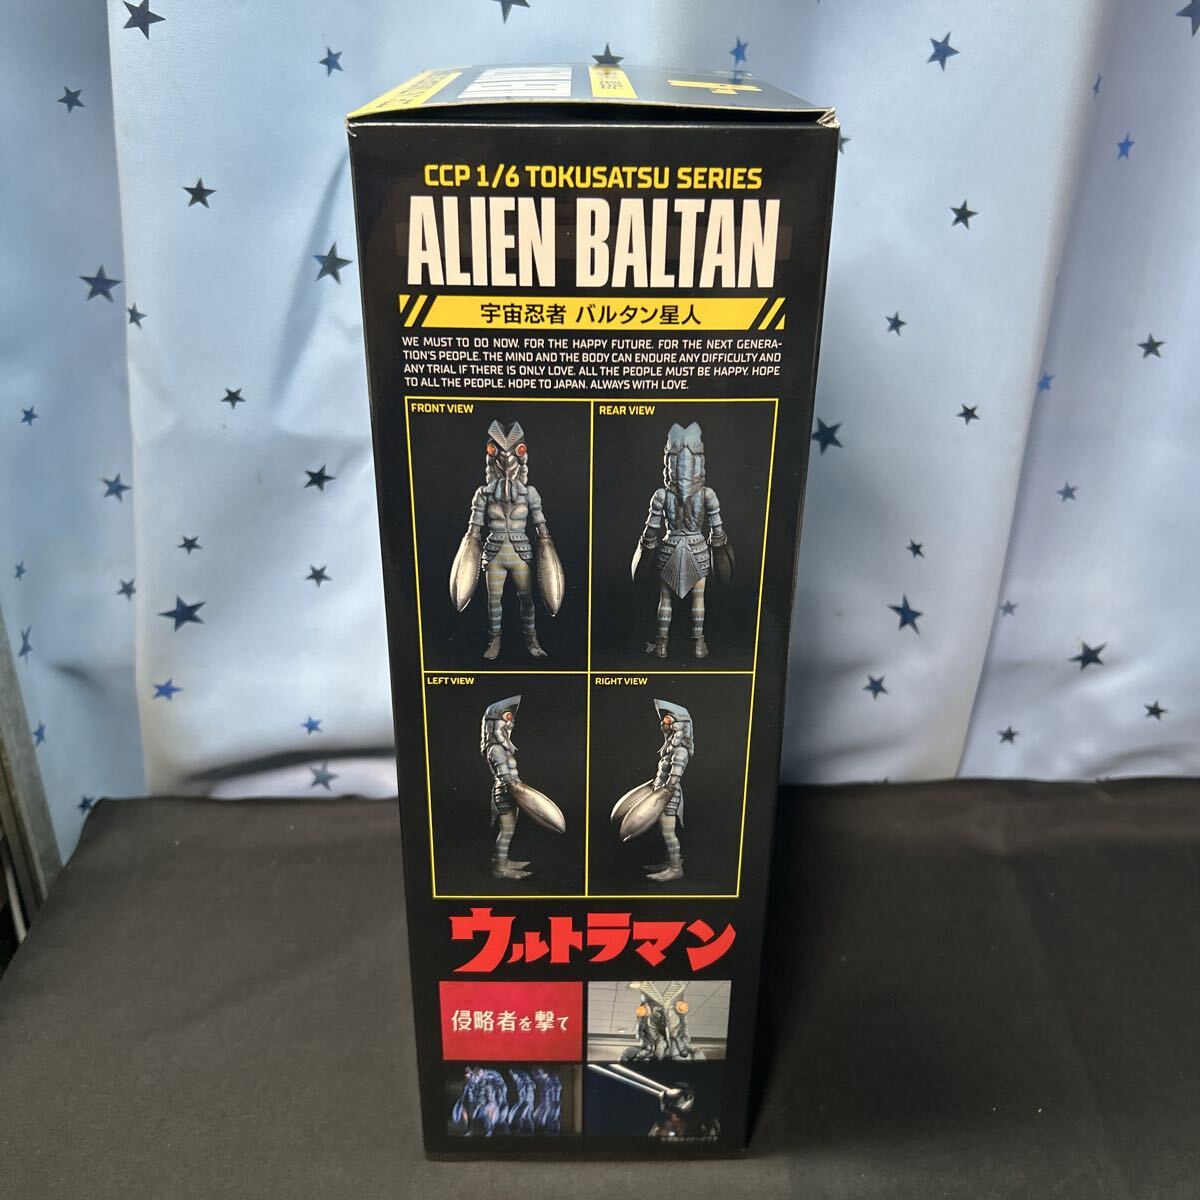 CCP 1/6 TOKUSATSU SERIES
ALIEN BALTAN
宇宙忍者 バルタン星人
WE MUST TO DO NOW. FOR THE HAPPY FUTURE. FOR THE NEXT GENERA-
TION'S PEOPLE. THE MIND AND THE BODY CAN ENDURE ANY DIFFICULTY AND
ANY TRIAL IF THERE IS ONLY LOVE. ALL THE PEOPLE MUST BE HAPPY. HOPE
TO ALL THE PEOPLE. HOPE TO JAPAN. ALWAYS WITH LOVE.
FRONT VIEW
REAR VIEW
LEFT VIEW
RIGHT VIEW
ウルトラマン
侵略者を撃て